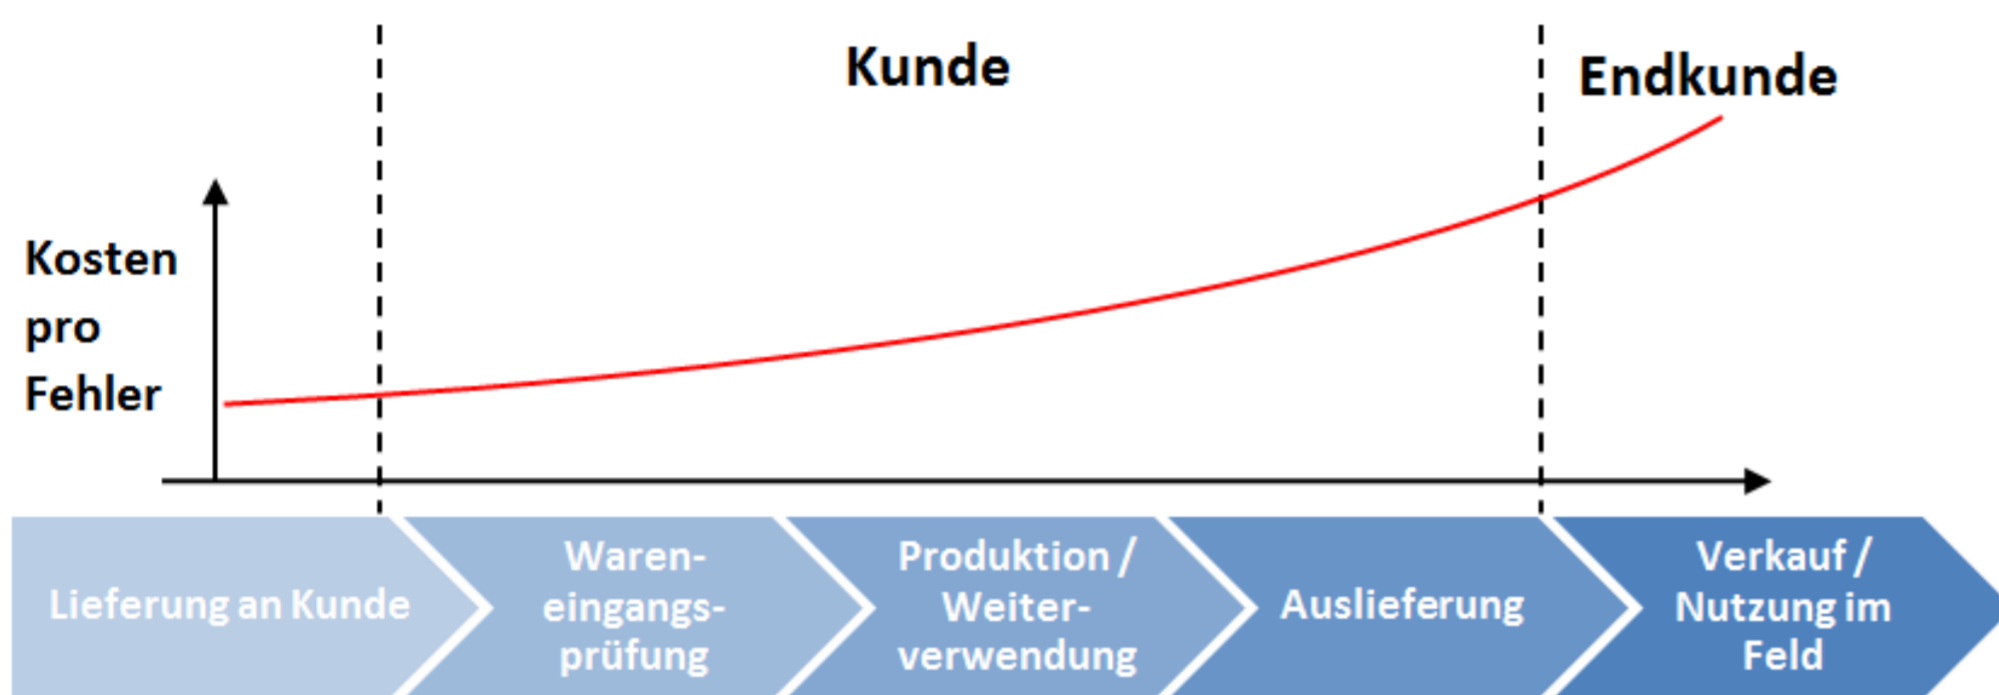 Kunde
Endkunde
Kosten
pro
Fehler
Lieferung an Kunde
Waren-
eingangs-
prüfung
Produktion /
Weiter-
verwendung
Auslieferung
Verkauf /
Nutzung im
Feld